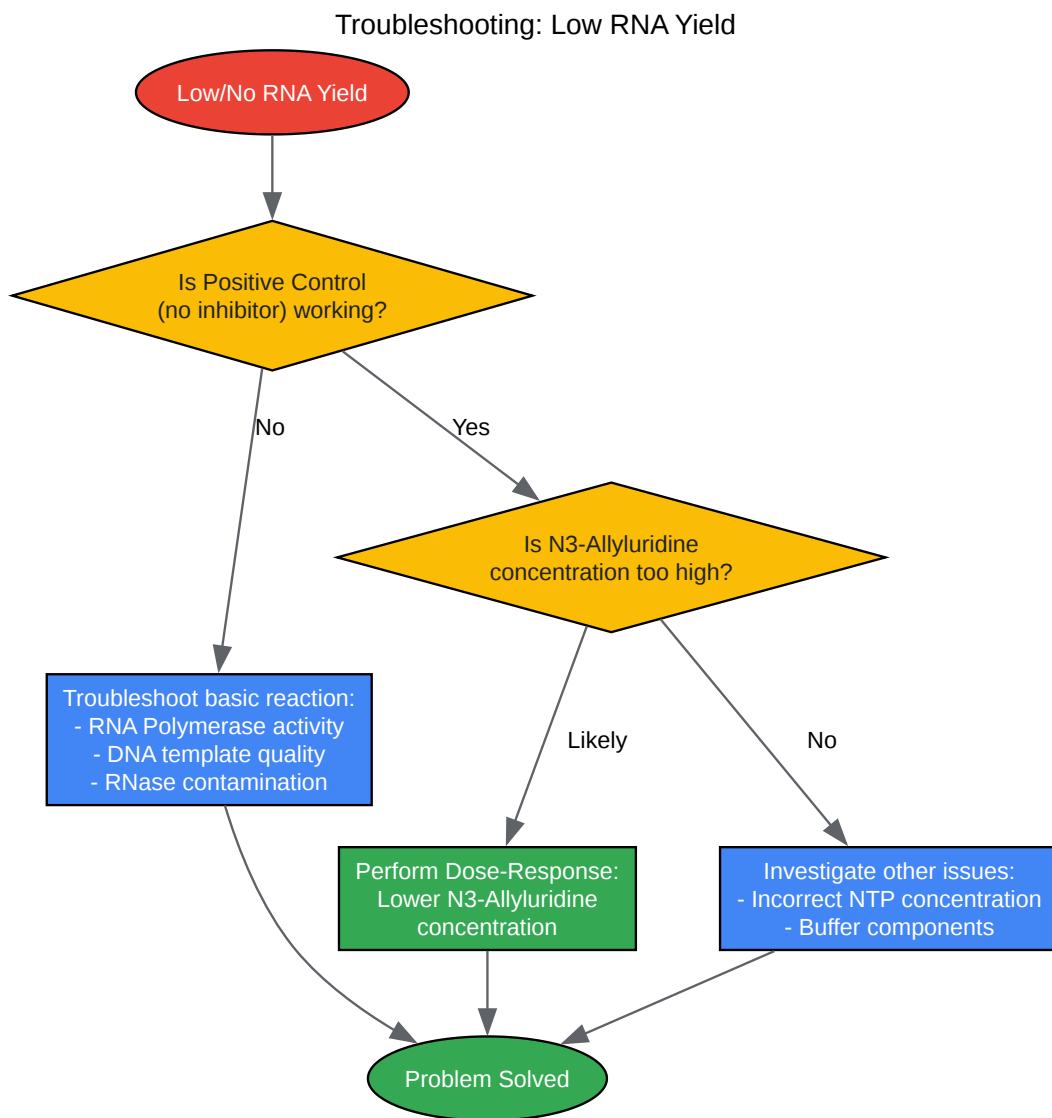 Troubleshooting: Low RNA Yield
Low/No RNA Yield
Is Positive Control
(no inhibitor) working?
No
Yes
Is N3-Allyluridine
concentration too high?
Troubleshoot basic reaction:
- RNA Polymerase activity
- DNA template quality
- RNase contamination
Likely
No
Perform Dose-Response:
Lower N3-Allyluridine
concentration
Investigate other issues:
- Incorrect NTP concentration
- Buffer components
Problem Solved